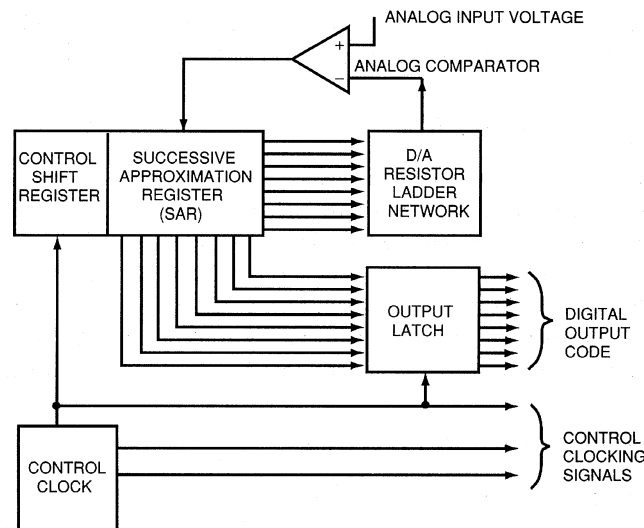 ANALOG INPUT VOLTAGE
+
ANALOG COMPARATOR
−
CONTROL
SHIFT
REGISTER
SUCCESSIVE
APPROXIMATION
REGISTER
(SAR)
D/A
RESISTOR
LADDER
NETWORK
OUTPUT
LATCH
DIGITAL
OUTPUT
CODE
CONTROL
CLOCK
CONTROL
CLOCKING
SIGNALS